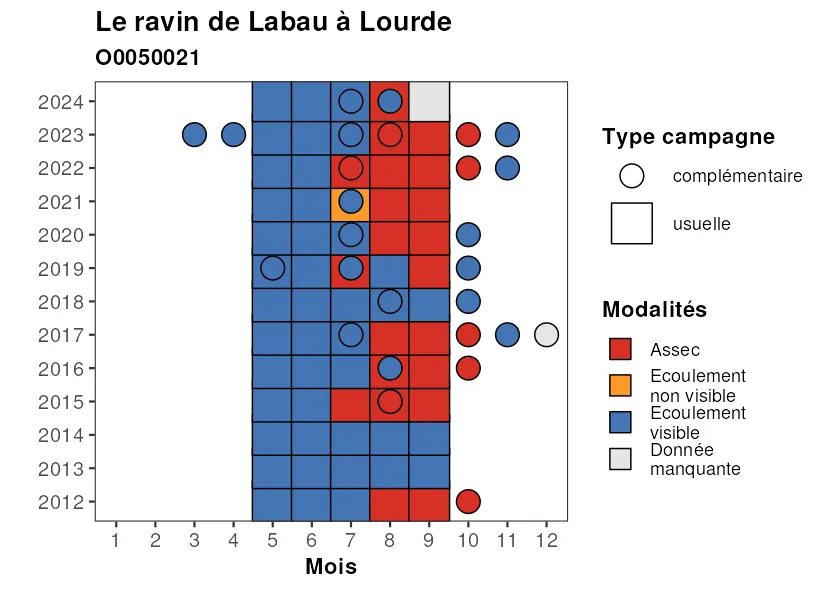 Le ravin de Labau à Lourde
O0050021
2024
2023
2022
2021
2020
2019
2018
2017
2016
2015
2014
2013
2012
1 2 3 4 5 6 7 8 9 10 11 12
Mois
Type campagne
complémentaire
usuelle
Modalités
Assec
Ecoulement
non visible
Ecoulement
visible
Donnée
manquante